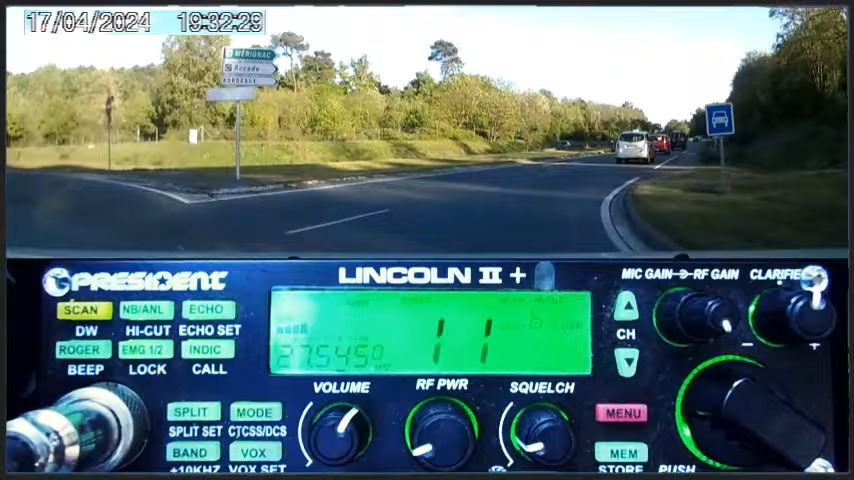 17/04/2024 19:32:29
MÉRIGNAC
Rocade
BORDEAUX
PRESIDENT
LINCOLN II +
MIC GAIN RF GAIN CLARIFIER
SCAN NB/ANL ECHO
DW HI-CUT ECHO SET
ROGER EMG 1/2 INDIC
BEEP LOCK CALL
27.5450
11
6
CH
VOLUME RF PWR SQUELCH
- +
SPLIT MODE
SPLIT SET CTCSS/DCS
BAND VOX
+10KHZ VOX SET
MENU
MEM
STORE PUSH